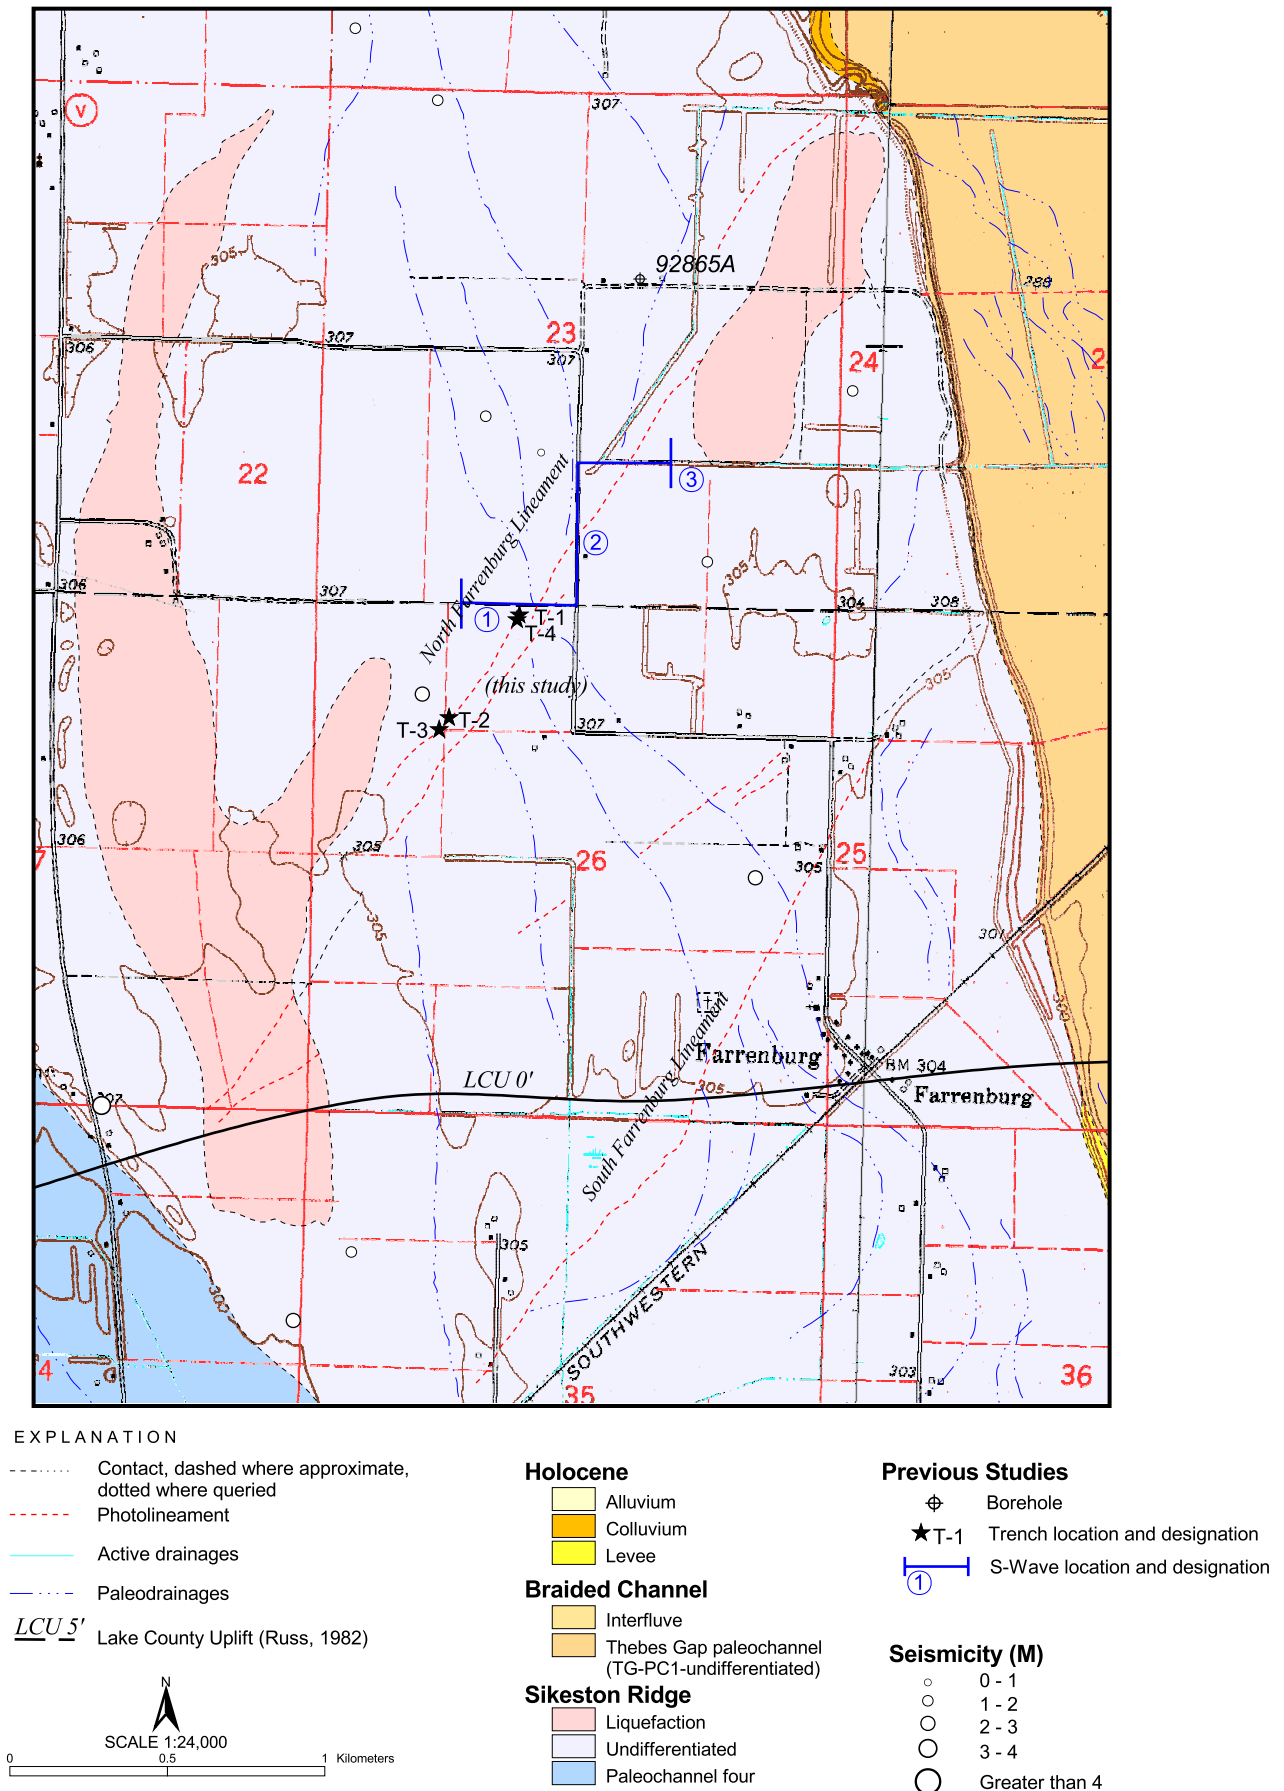 307
V
92865A
305
288
306
307
23
307
24
2
22
North Farrenburg Lineament
3
2
305
306
307
1
T-1
T-4
304
308
305
(this study)
T-2
T-3
307
306
7
305
26
25
305
305
301
300
Farrenburg
BM 304
South Farrenburg Lineament
LCU 0'
305
Farrenburg
307
305
300
SOUTHWESTERN
4
35
303
36
EXPLANATION
Contact, dashed where approximate,
dotted where queried
Photolineament
Active drainages
Paleodrainages
LCU 5'
Lake County Uplift (Russ, 1982)
N
SCALE 1:24,000
0 0.5 1 Kilometers
Holocene
Alluvium
Colluvium
Levee
Braided Channel
Interfluve
Thebes Gap paleochannel
(TG-PC1-undifferentiated)
Sikeston Ridge
Liquefaction
Undifferentiated
Paleochannel four
Previous Studies
Borehole
T-1 Trench location and designation
1 S-Wave location and designation
Seismicity (M)
0 - 1
1 - 2
2 - 3
3 - 4
Greater than 4